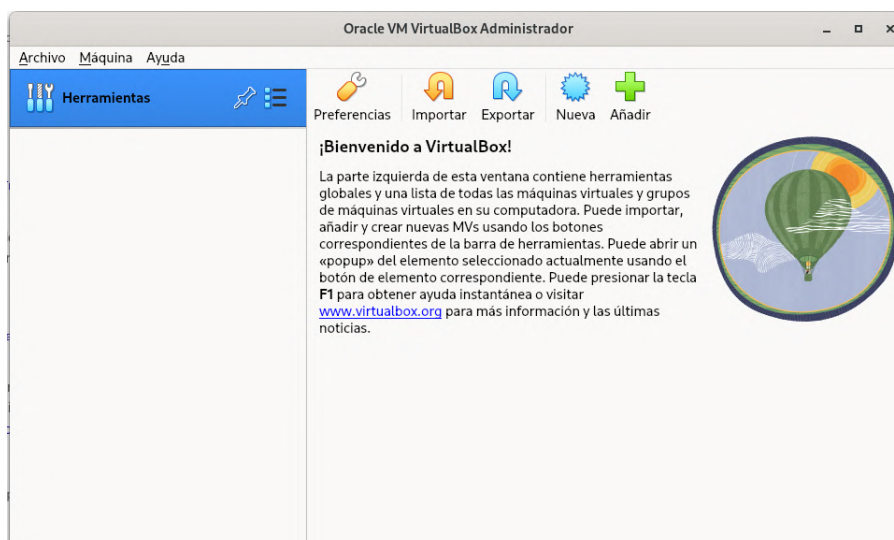 Oracle VM VirtualBox Administrador
Archivo Máquina Ayuda
Herramientas
Preferencias Importar Exportar Nueva Añadir
¡Bienvenido a VirtualBox!
La parte izquierda de esta ventana contiene herramientas
globales y una lista de todas las máquinas virtuales y grupos
de máquinas virtuales en su computadora. Puede importar,
añadir y crear nuevas MVs usando los botones
correspondientes de la barra de herramientas. Puede abrir un
«popup» del elemento seleccionado actualmente usando el
botón de elemento correspondiente. Puede presionar la tecla
F1 para obtener ayuda instantánea o visitar
www.virtualbox.org para más información y las últimas
noticias.